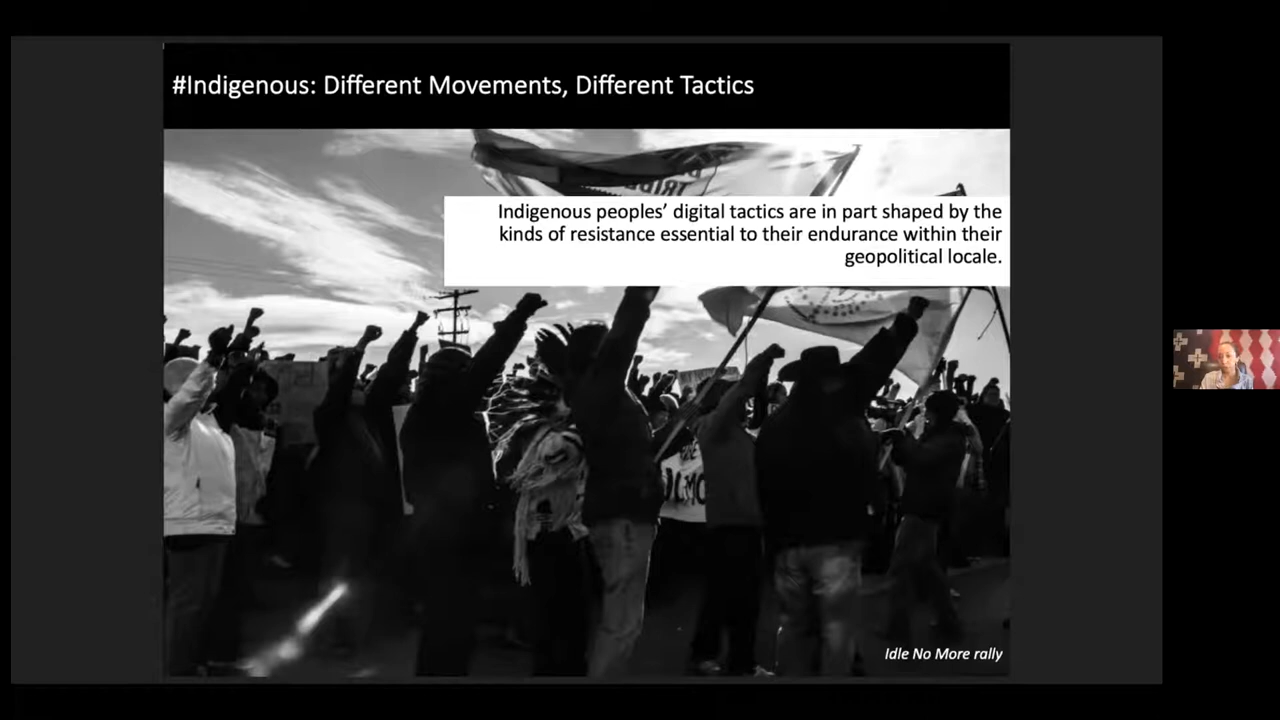 #Indigenous: Different Movements, Different Tactics
Indigenous peoples’ digital tactics are in part shaped by the
kinds of resistance essential to their endurance within their
geopolitical locale.
Idle No More rally